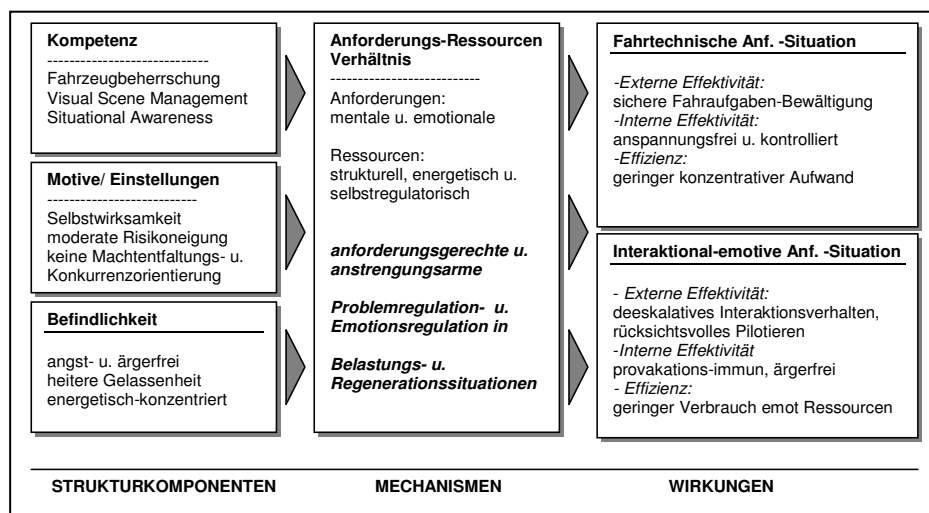 Kompetenz
----------------------------
Fahrzeugbeherrschung
Visual Scene Management
Situational Awareness
Motive/ Einstellungen
--------------------------
Selbstwirksamkeit
moderate Risikoneigung
keine Machtentfaltungs- u.
Konkurrenzorientierung
Befindlichkeit
angst- u. ärgerfrei
heitere Gelassenheit
energetisch-konzentriert
Anforderungs-Ressourcen
Verhältnis
--------------------------
Anforderungen:
mentale u. emotionale
Ressourcen:
strukturell, energetisch u.
selbstregulatorisch
anforderungsgerechte u.
anstrengungsarme
Problemregulation- u.
Emotionsregulation in
Belastungs- u.
Regenerationssituationen
Fahrtechnische Anf. -Situation
-Externe Effektivität:
sichere Fahraufgaben-Bewältigung
-Interne Effektivität:
anspannungsfrei u. kontrolliert
-Effizienz:
geringer konzentrativer Aufwand
Interaktional-emotive Anf. -Situation
- Externe Effektivität:
deeskalatives Interaktionsverhalten,
rücksichtsvolles Pilotieren
-Interne Effektivität
provakations-immun, ärgerfrei
- Effizienz:
geringer Verbrauch emot Ressourcen
STRUKTURKOMPONENTEN MECHANISMEN WIRKUNGEN